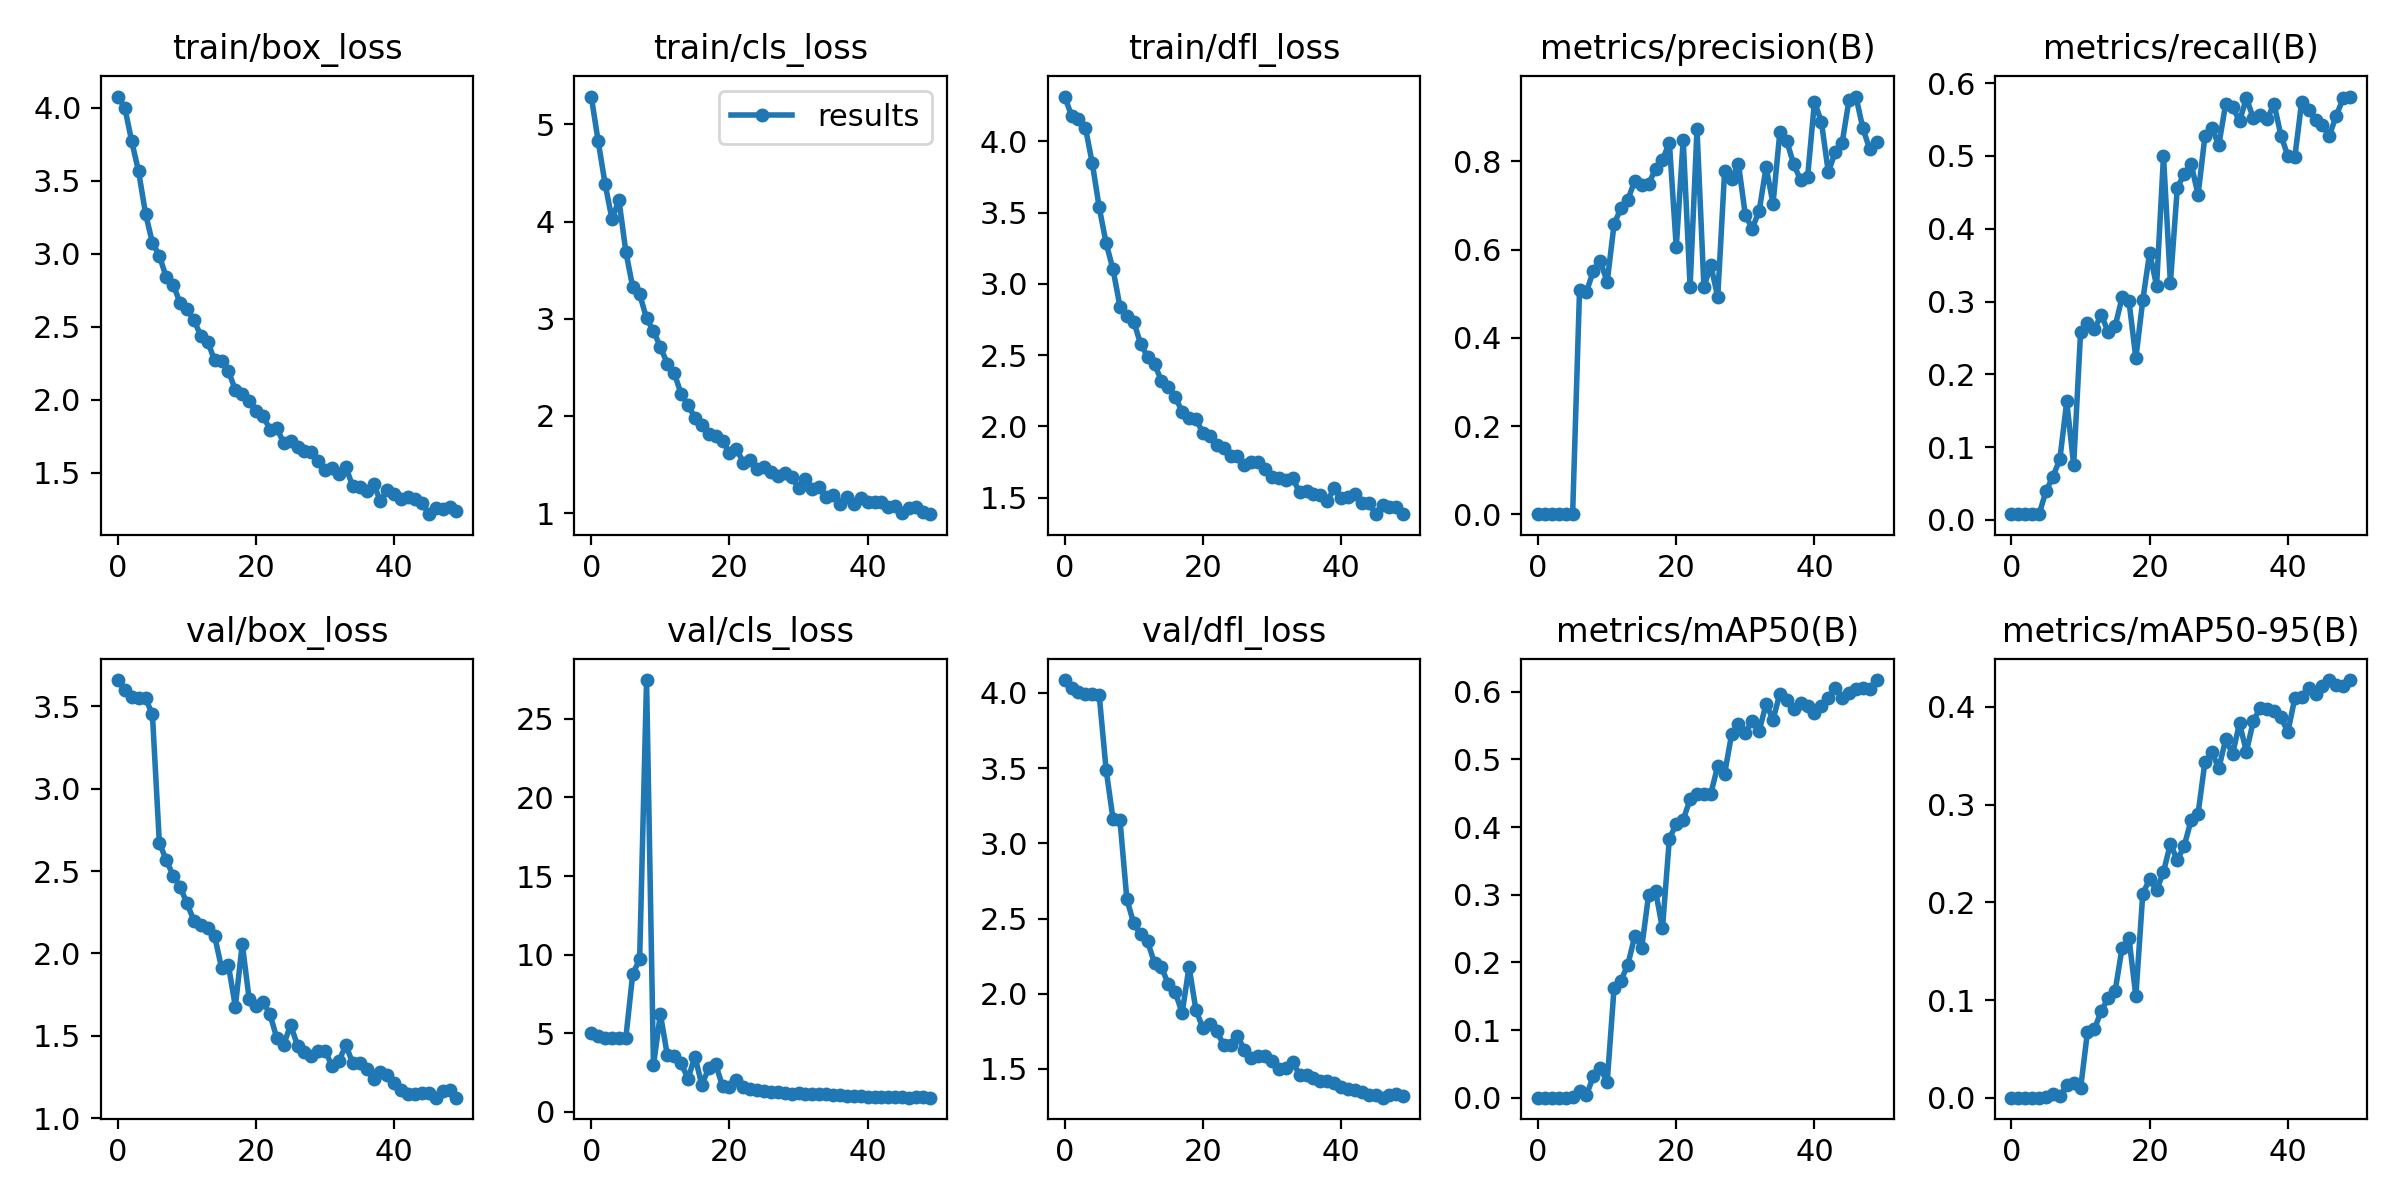 train/box_loss
4.0
3.5
3.0
2.5
2.0
1.5
0 20 40
train/cls_loss
results
5
4
3
2
1
0 20 40
train/dfl_loss
4.0
3.5
3.0
2.5
2.0
1.5
0 20 40
metrics/precision(B)
0.8
0.6
0.4
0.2
0.0
0 20 40
metrics/recall(B)
0.6
0.5
0.4
0.3
0.2
0.1
0.0
0 20 40
val/box_loss
3.5
3.0
2.5
2.0
1.5
1.0
0 20 40
val/cls_loss
25
20
15
10
5
0
0 20 40
val/dfl_loss
4.0
3.5
3.0
2.5
2.0
1.5
0 20 40
metrics/mAP50(B)
0.6
0.5
0.4
0.3
0.2
0.1
0.0
0 20 40
metrics/mAP50-95(B)
0.4
0.3
0.2
0.1
0.0
0 20 40